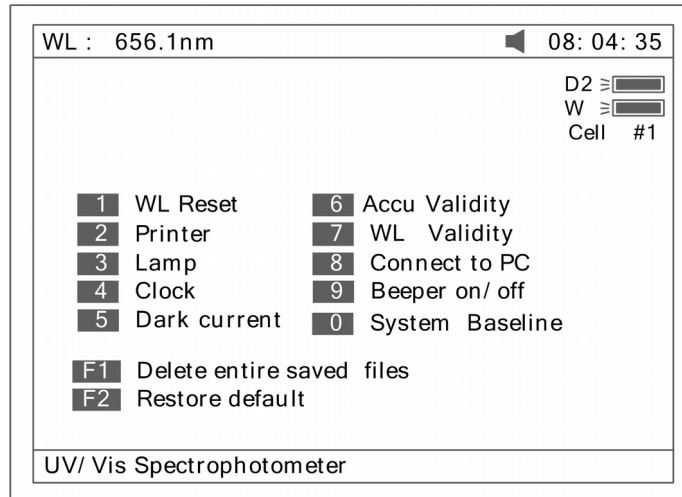 WL : 656.1nm 08: 04: 35
D2
W
Cell #1
1 WL Reset 6 Accu Validity
2 Printer 7 WL Validity
3 Lamp 8 Connect to PC
4 Clock 9 Beeper on/ off
5 Dark current 0 System Baseline
F1 Delete entire saved files
F2 Restore default
UV/ Vis Spectrophotometer